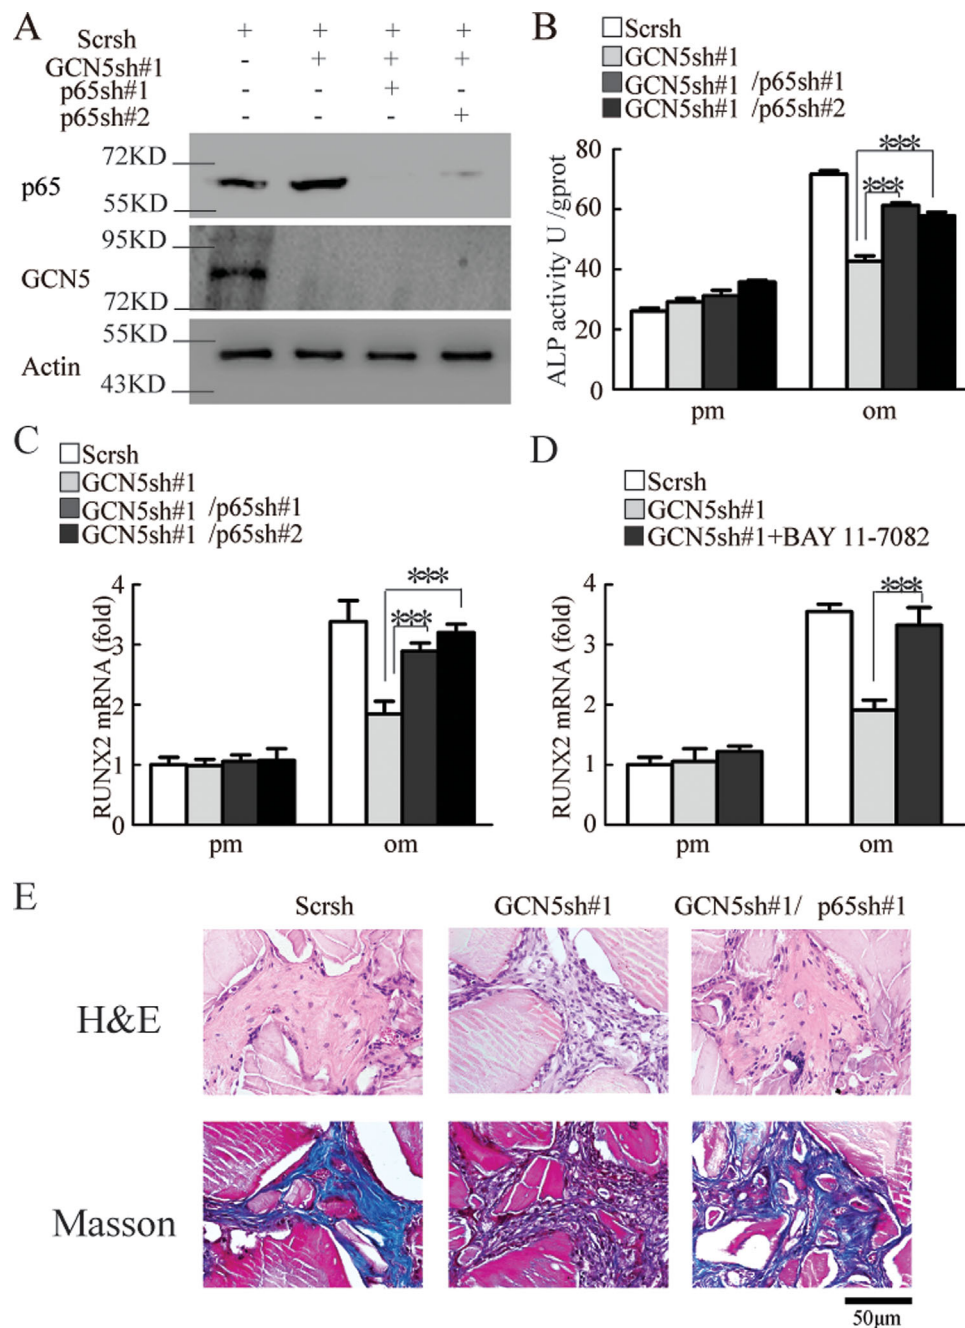 A
Scrsh + + + +
GCN5sh#1 - + + +
p65sh#1 - - + -
p65sh#2 - - - +
p65
72KD
55KD
GCN5
95KD
72KD
Actin
55KD
43KD
B
Scrsh
GCN5sh#1
GCN5sh#1 /p65sh#1
GCN5sh#1 /p65sh#2
ALP activity U /gprot
80
60
40
20
0
***
***
pm om
C
Scrsh
GCN5sh#1
GCN5sh#1 /p65sh#1
GCN5sh#1 /p65sh#2
RUNX2 mRNA (fold)
4
3
2
1
0
***
***
pm om
D
Scrsh
GCN5sh#1
GCN5sh#1+BAY 11-7082
RUNX2 mRNA (fold)
4
3
2
1
0
***
pm om
E
Scrsh GCN5sh#1 GCN5sh#1/ p65sh#1
H&E
Masson
50μm